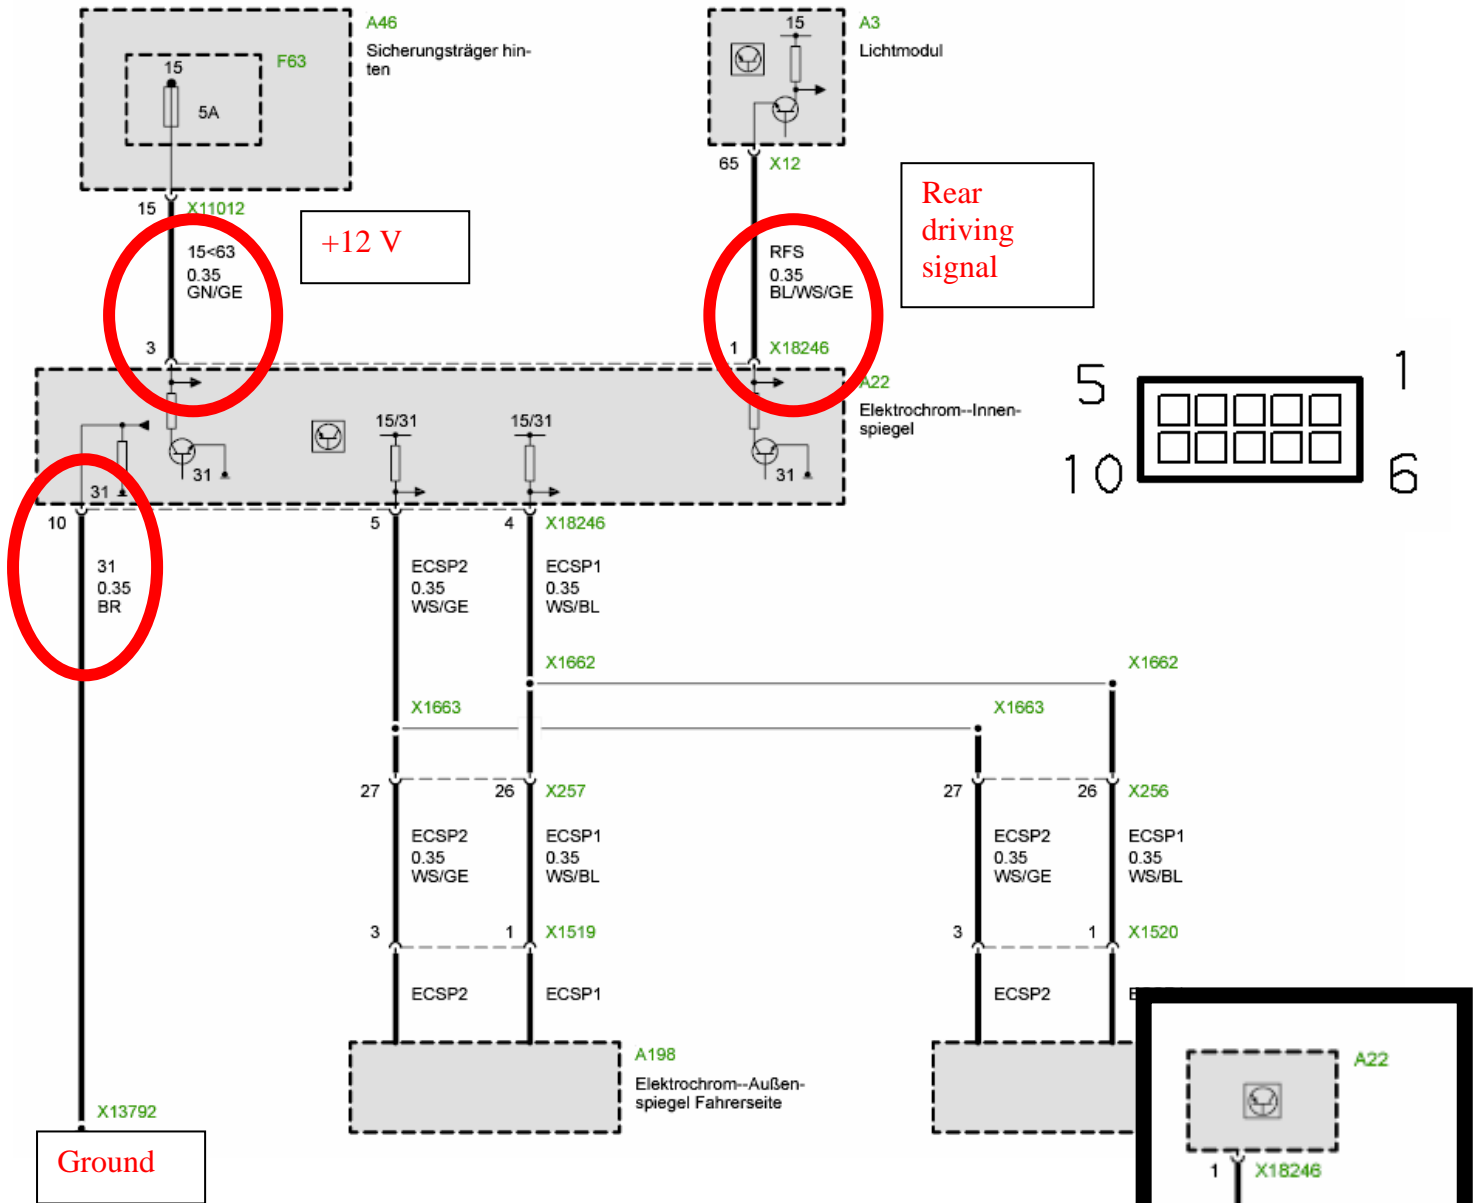 A46
Sicherungsträger hin-
ten
F63
15
5A
15
X11012
+12 V
15<63
0.35
GN/GE
3
15
A3
Lichtmodul
65
X12
Rear
driving
signal
RFS
0.35
BL/WS/GE
1
X18246
A22
Elektrochrom--Innen-
spiegel
5
1
10
6
15/31
15/31
31
31
31
10
5
4
X18246
31
0.35
BR
ECSP2
0.35
WS/GE
ECSP1
0.35
WS/BL
X1662
X1662
X1663
X1663
27
26
X257
27
26
X256
ECSP2
0.35
WS/GE
ECSP1
0.35
WS/BL
ECSP2
0.35
WS/GE
ECSP1
0.35
WS/BL
3
1
X1519
3
1
X1520
ECSP2
ECSP1
ECSP2
A198
Elektrochrom--Außen-
spiegel Fahrerseite
A22
X13792
Ground
1
X18246